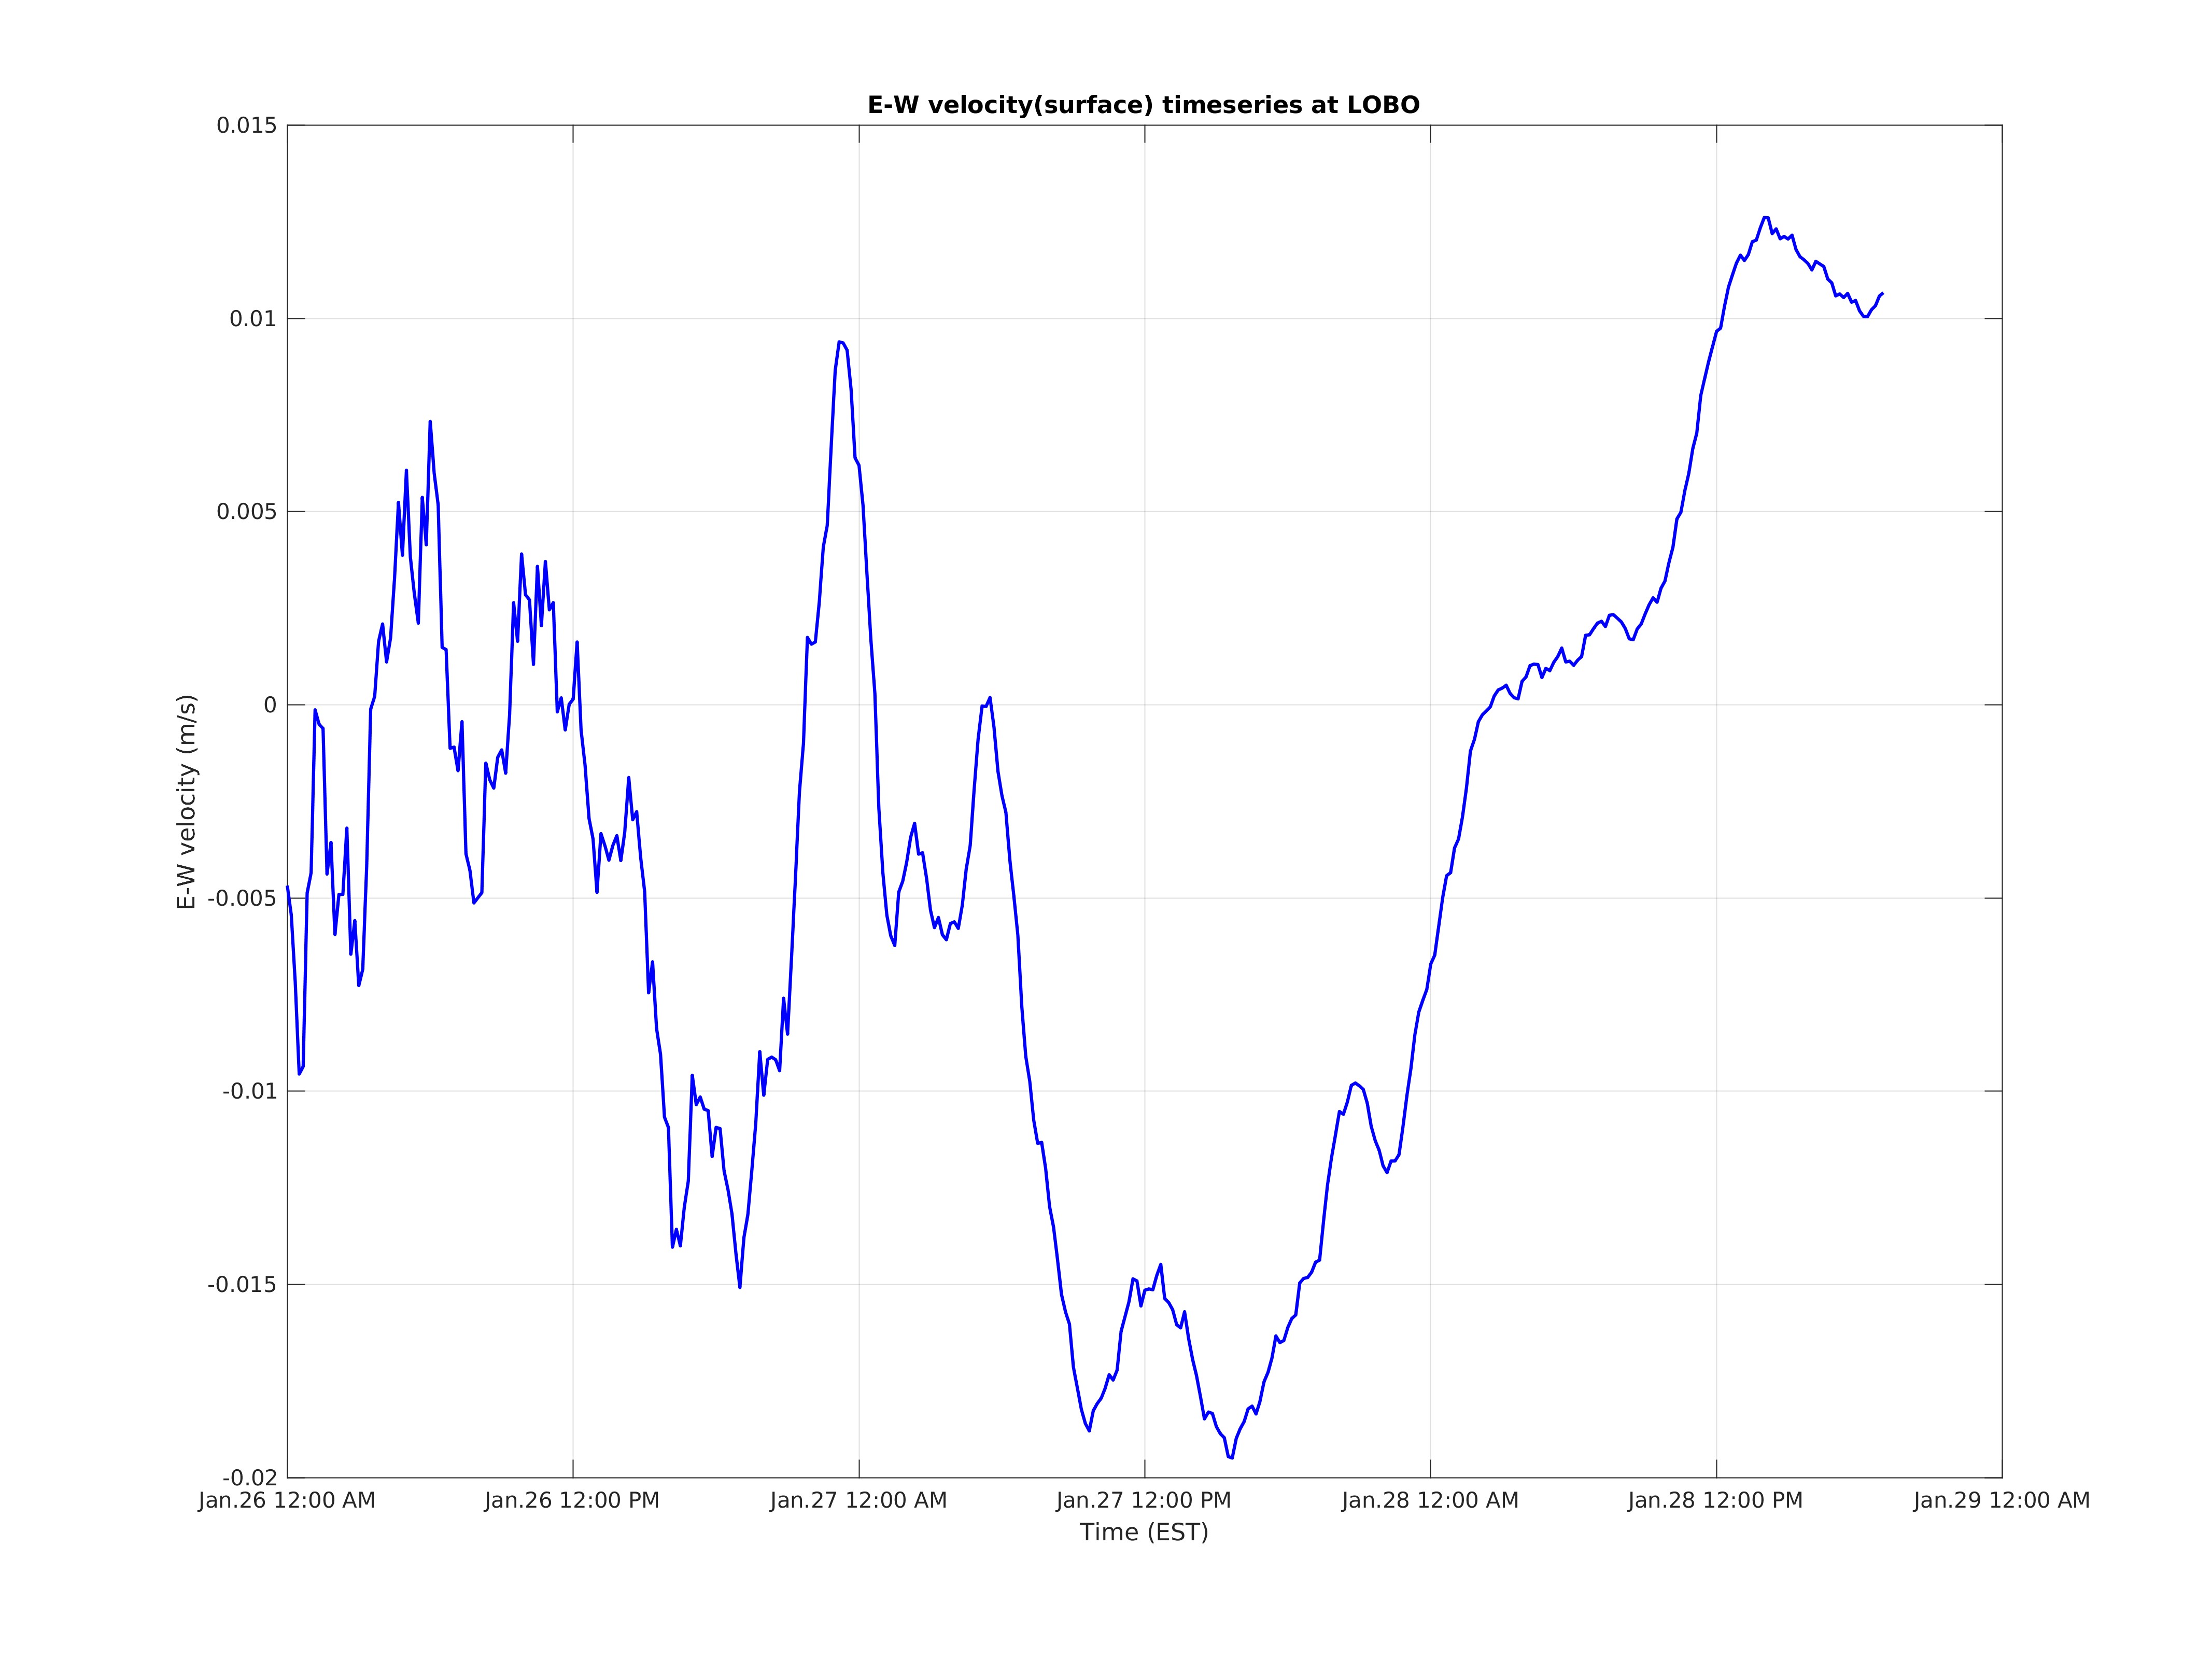 E-W velocity(surface) timeseries at LOBO
0.015
0.01
0.005
0
-0.005
-0.01
-0.015
-0.02
E-W velocity (m/s)
Jan.26 12:00 AM Jan.26 12:00 PM Jan.27 12:00 AM Jan.27 12:00 PM Jan.28 12:00 AM Jan.28 12:00 PM Jan.29 12:00 AM
Time (EST)